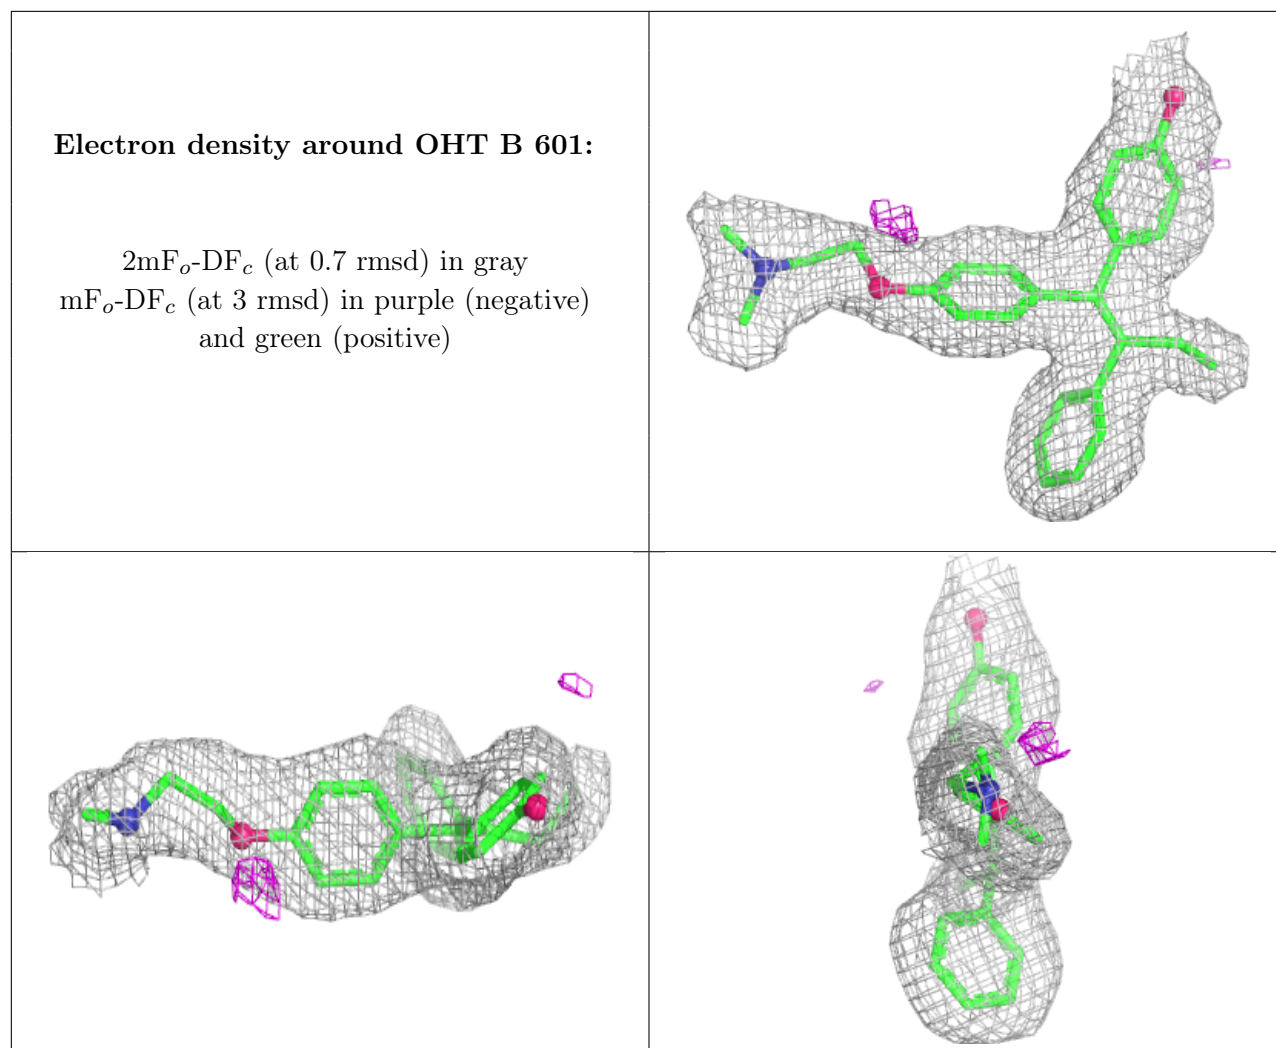 Electron density around OHT B 601:
2mFo-DFc (at 0.7 rmsd) in gray
mFo-DFc (at 3 rmsd) in purple (negative)
and green (positive)